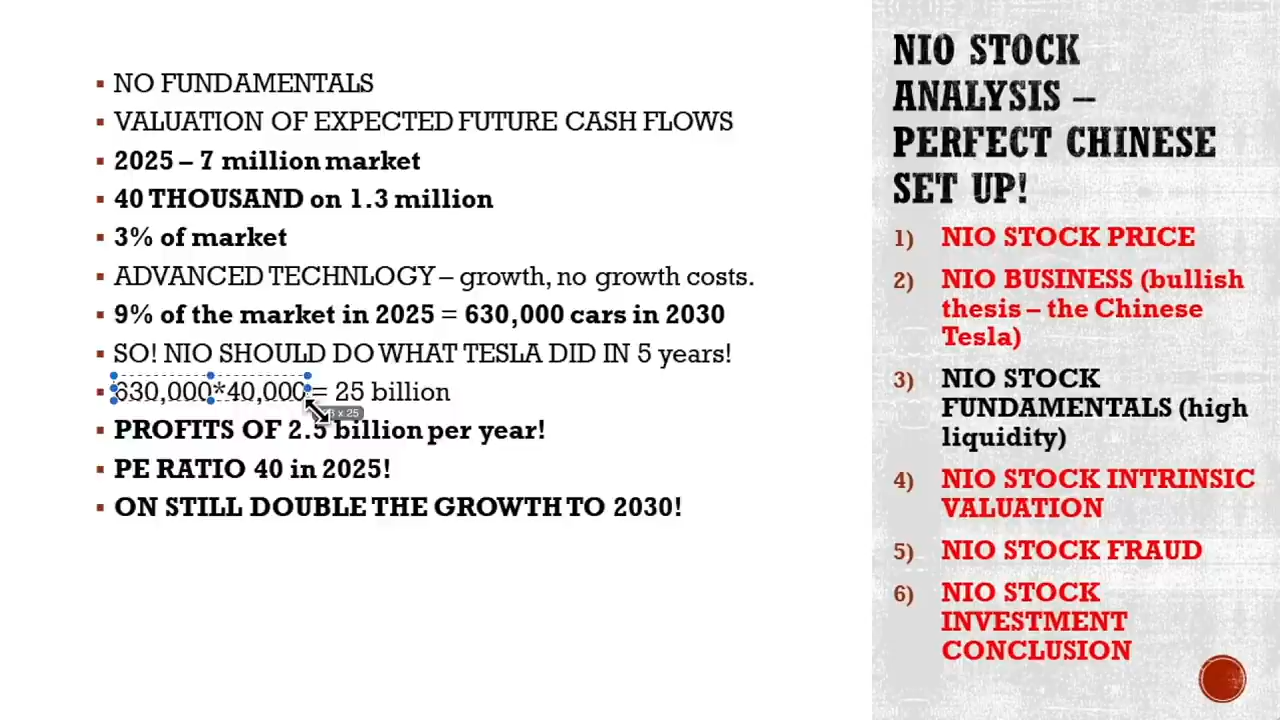 NO FUNDAMENTALS
VALUATION OF EXPECTED FUTURE CASH FLOWS
2025 – 7 million market
40 THOUSAND on 1.3 million
3% of market
ADVANCED TECHNLOGY – growth, no growth costs.
9% of the market in 2025 = 630,000 cars in 2030
SO! NIO SHOULD DO WHAT TESLA DID IN 5 years!
630,000*40,000 = 25 billion
x 25
PROFITS OF 2.5 billion per year!
PE RATIO 40 in 2025!
ON STILL DOUBLE THE GROWTH TO 2030!
NIO STOCK
ANALYSIS –
PERFECT CHINESE
SET UP!
1) NIO STOCK PRICE
2) NIO BUSINESS (bullish
thesis – the Chinese
Tesla)
3) NIO STOCK
FUNDAMENTALS (high
liquidity)
4) NIO STOCK INTRINSIC
VALUATION
5) NIO STOCK FRAUD
6) NIO STOCK
INVESTMENT
CONCLUSION